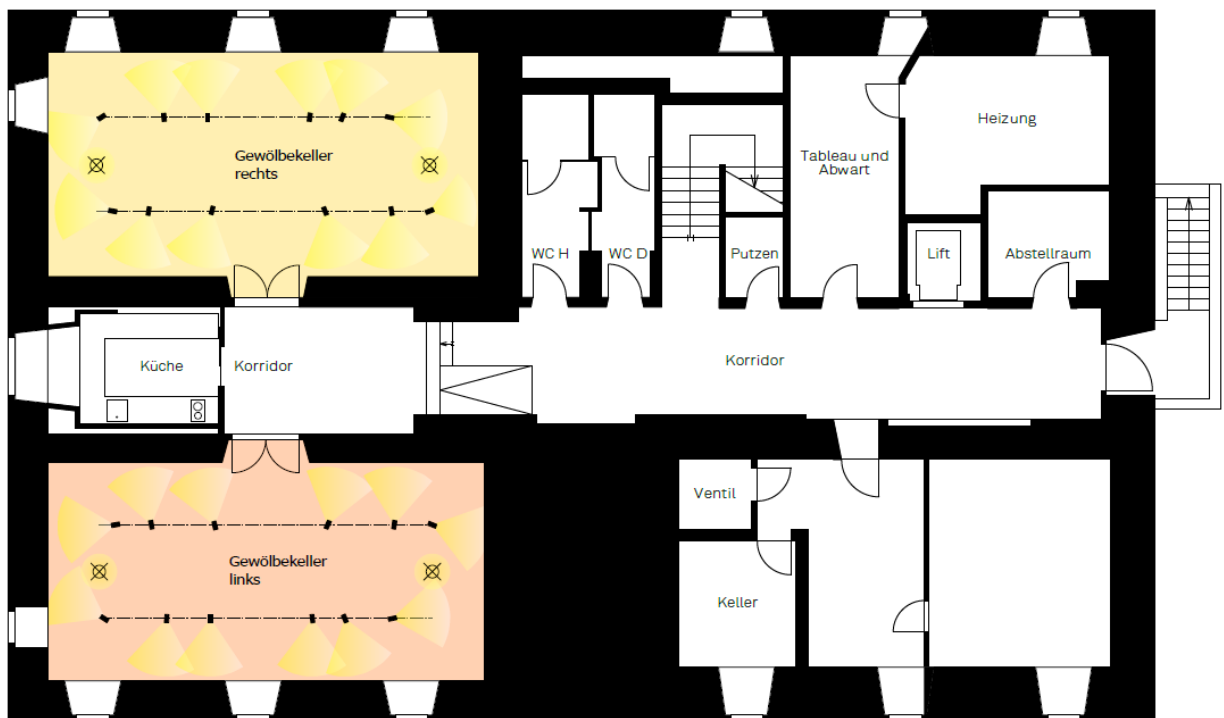 Gewölbekeller
rechts
Heizung
Tableau und
Abwart
WC H
WC D
Putzen
Lift
Abstellraum
Küche
Korridor
Korridor
Ventil
Gewölbekeller
links
Keller